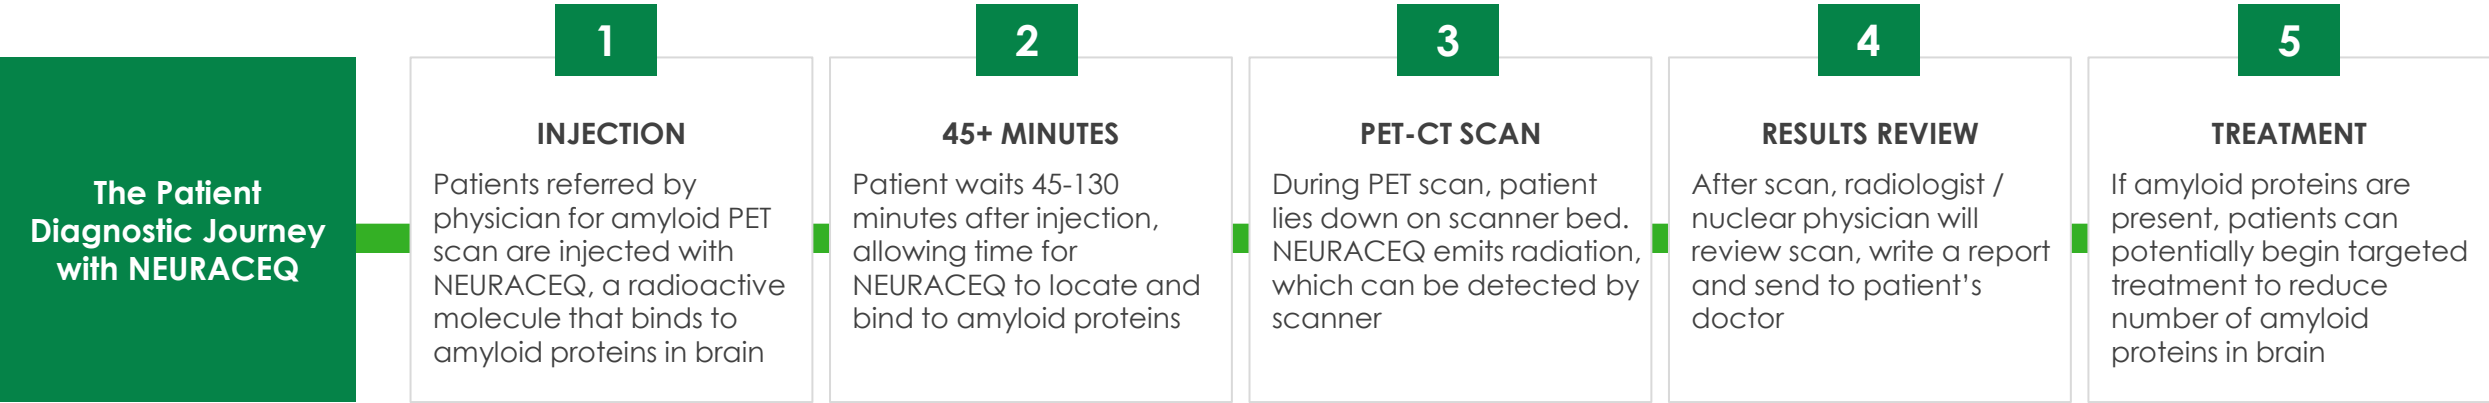 The Patient
Diagnostic Journey
with NEURACEQ
1
INJECTION
Patients referred by
physician for amyloid PET
scan are injected with
NEURACEQ, a radioactive
molecule that binds to
amyloid proteins in brain
2
45+ MINUTES
Patient waits 45-130
minutes after injection,
allowing time for
NEURACEQ to locate and
bind to amyloid proteins
3
PET-CT SCAN
During PET scan, patient
lies down on scanner bed.
NEURACEQ emits radiation,
which can be detected by
scanner
4
RESULTS REVIEW
After scan, radiologist /
nuclear physician will
review scan, write a report
and send to patient’s
doctor
5
TREATMENT
If amyloid proteins are
present, patients can
potentially begin targeted
treatment to reduce
number of amyloid
proteins in brain